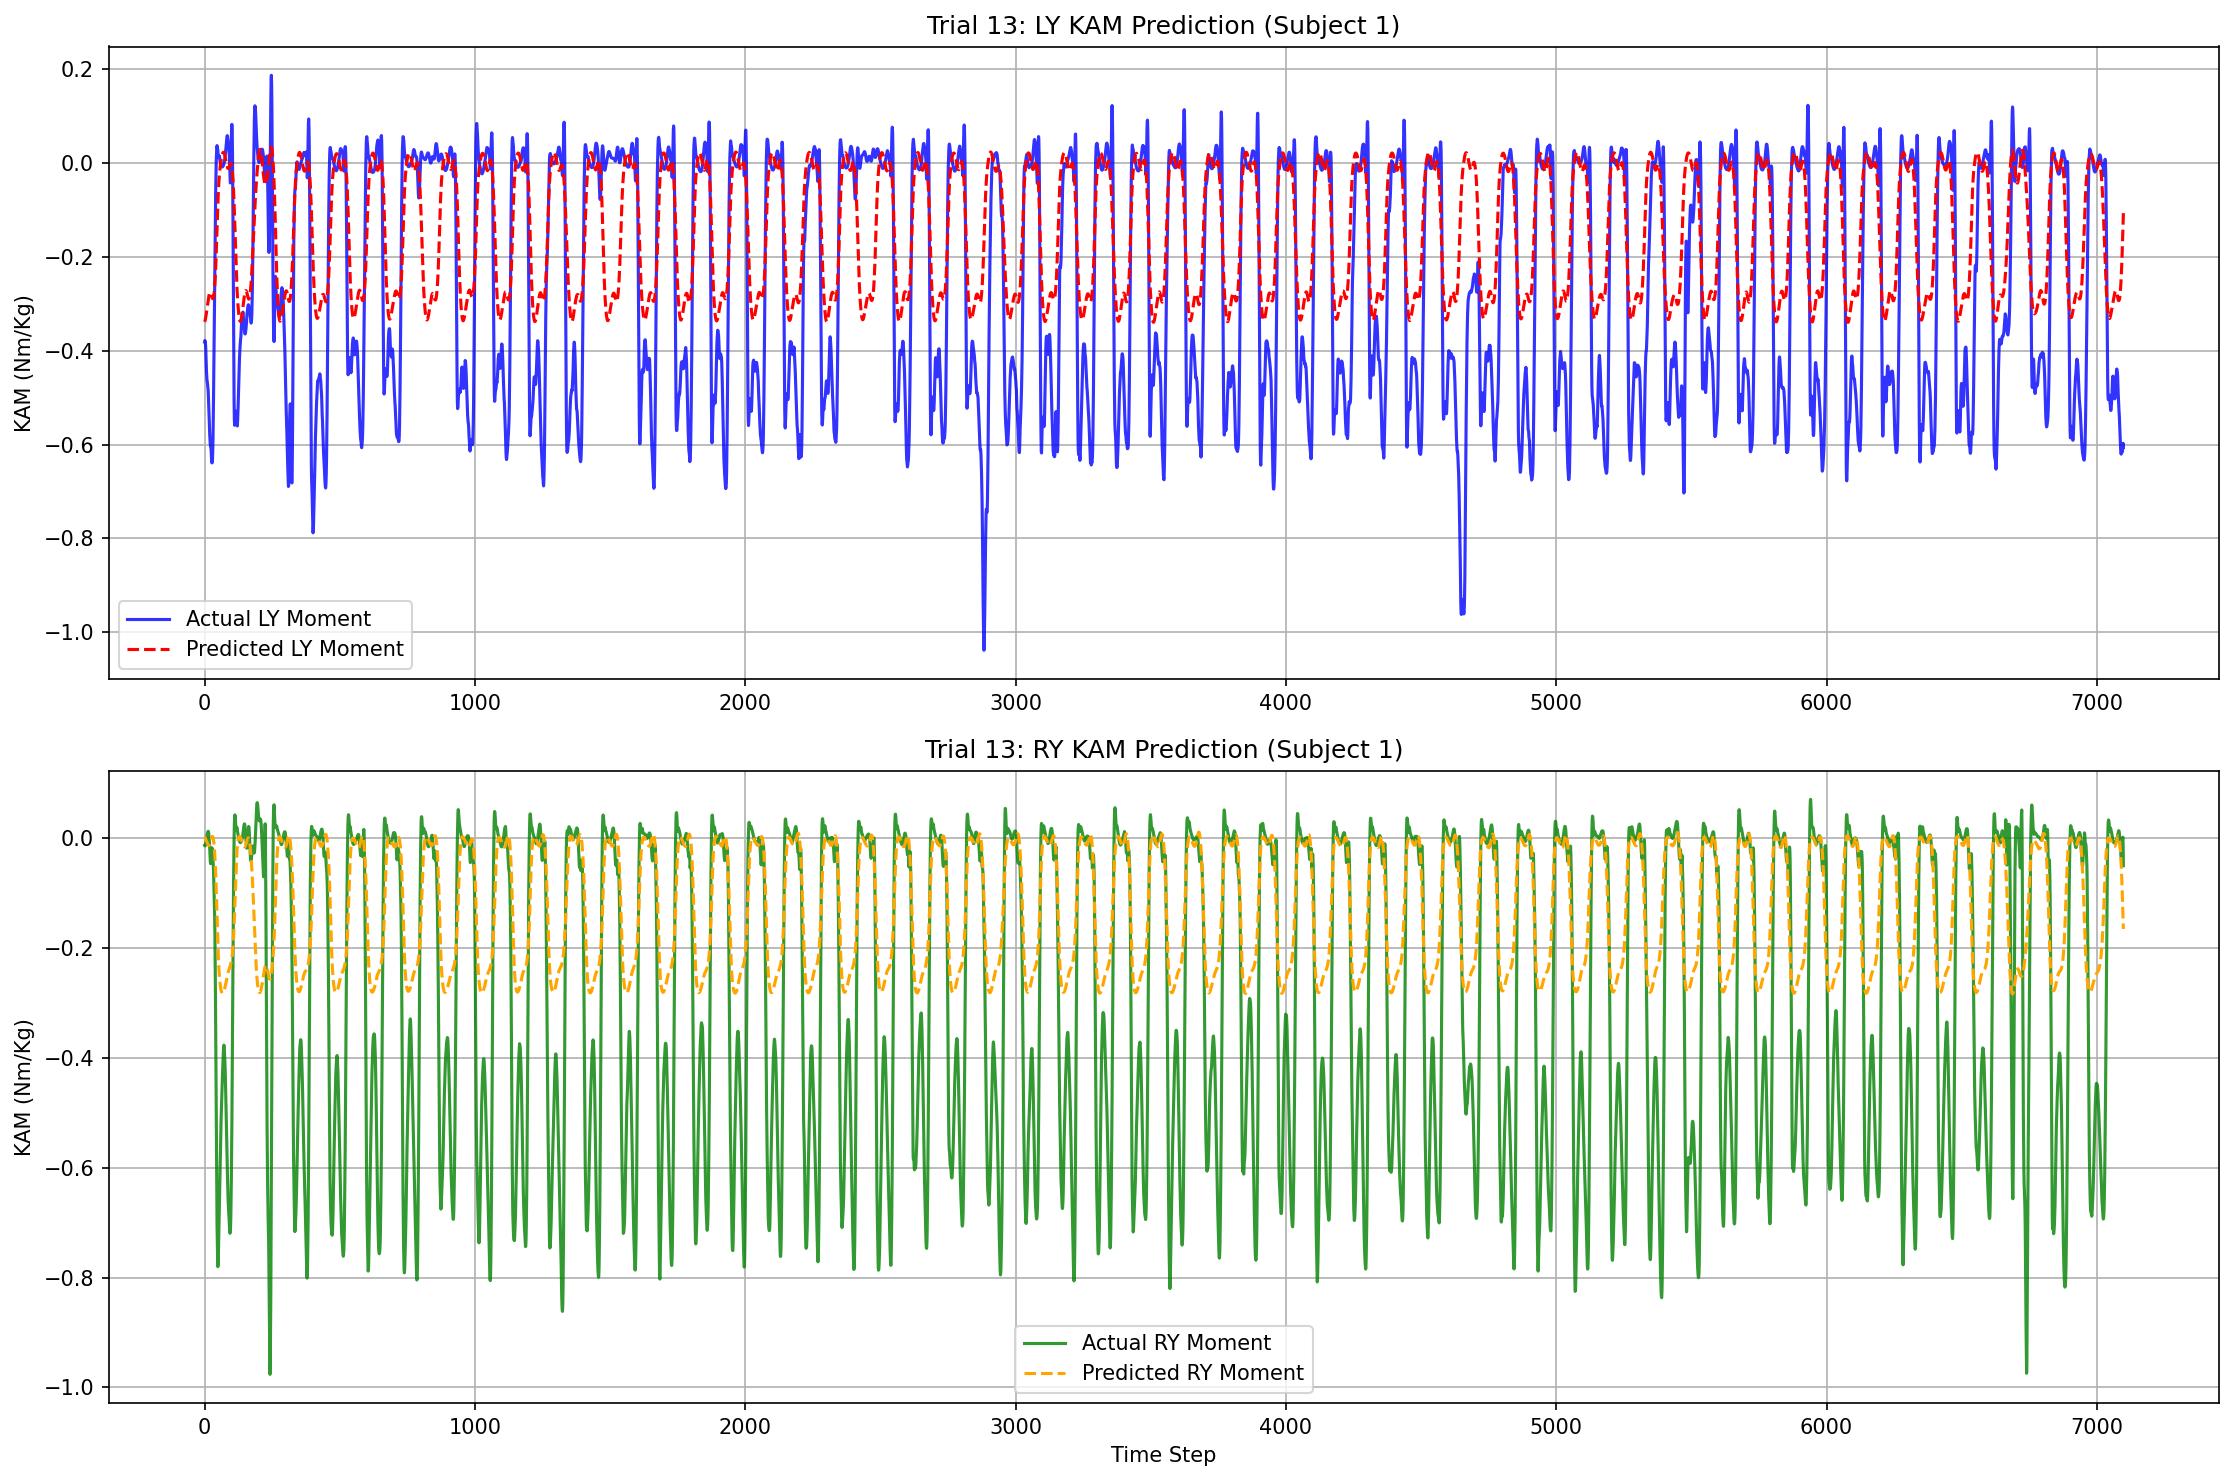 Trial 13: LY KAM Prediction (Subject 1)
KAM (Nm/Kg)
0.2
0.0
−0.2
−0.4
−0.6
−0.8
−1.0
Actual LY Moment
Predicted LY Moment
0 1000 2000 3000 4000 5000 6000 7000
Trial 13: RY KAM Prediction (Subject 1)
KAM (Nm/Kg)
0.0
−0.2
−0.4
−0.6
−0.8
−1.0
Actual RY Moment
Predicted RY Moment
0 1000 2000 3000 4000 5000 6000 7000
Time Step